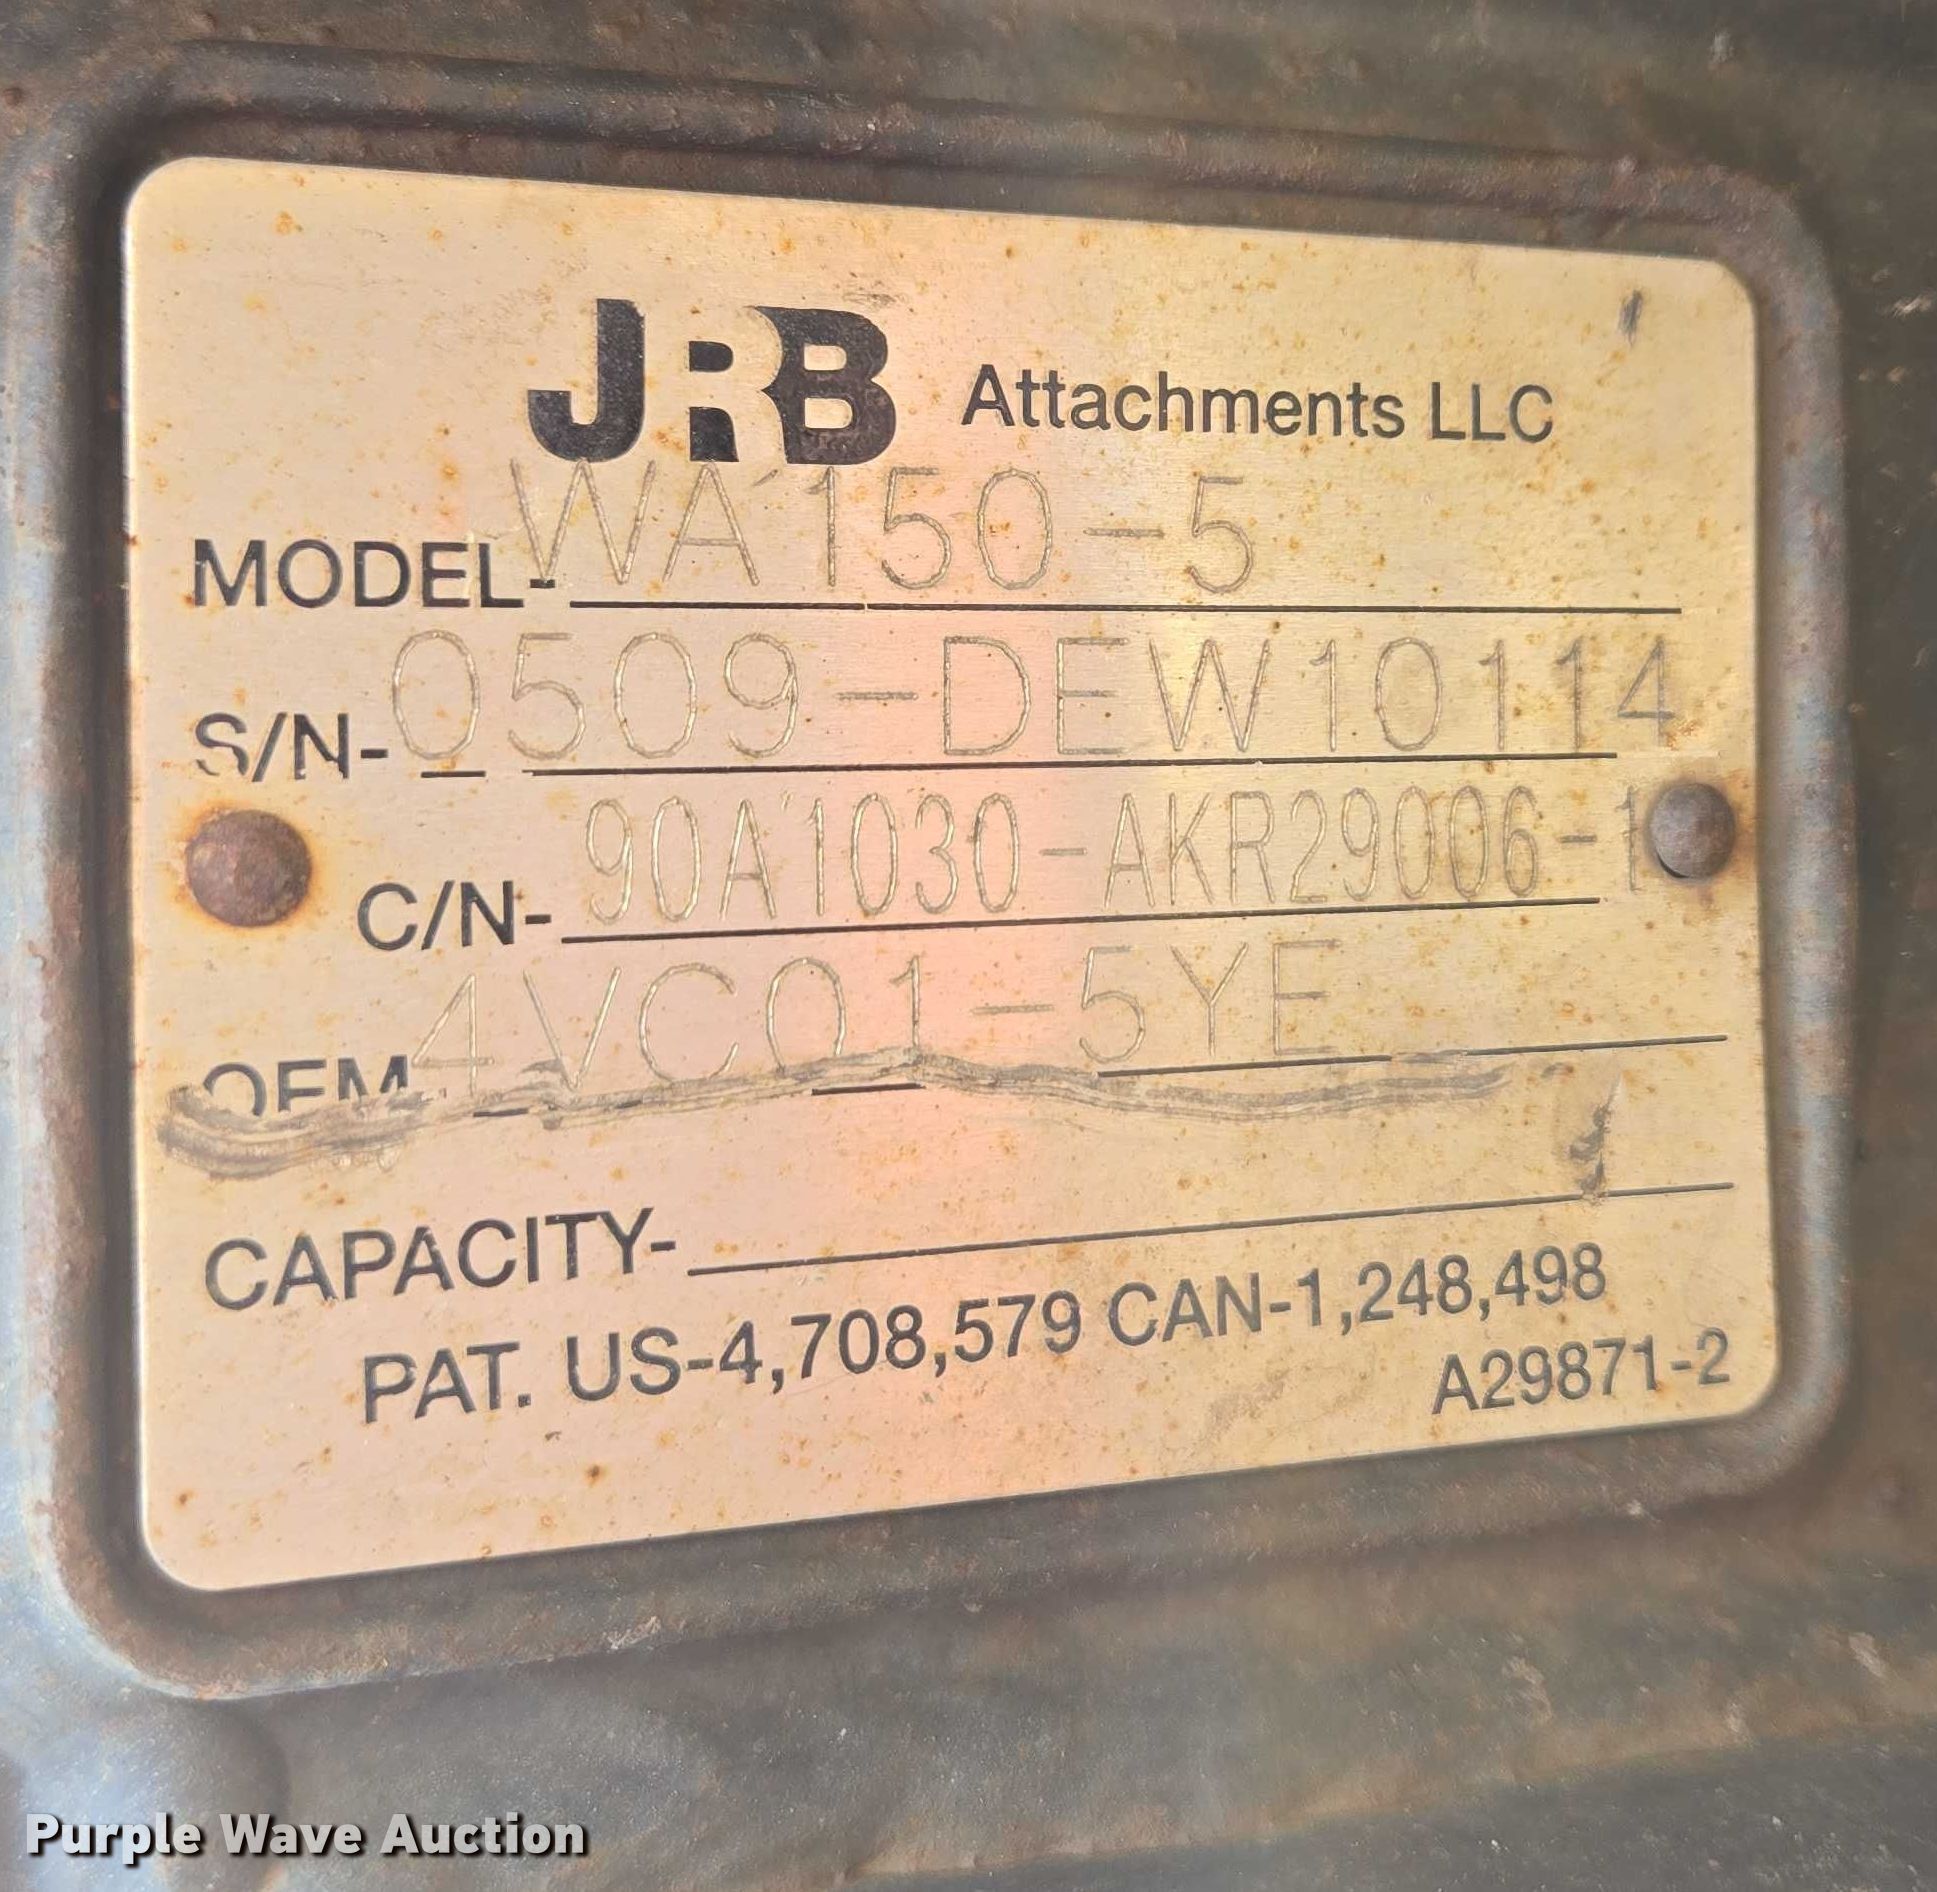 JRB Attachments LLC
MODEL- WA150-5
S/N- 0509-DEW10114
C/N- 90A1030-AKR29006-1
OEM- 4VC01-5YE
CAPACITY-
PAT. US-4,708,579 CAN-1,248,498
A29871-2
Purple Wave Auction